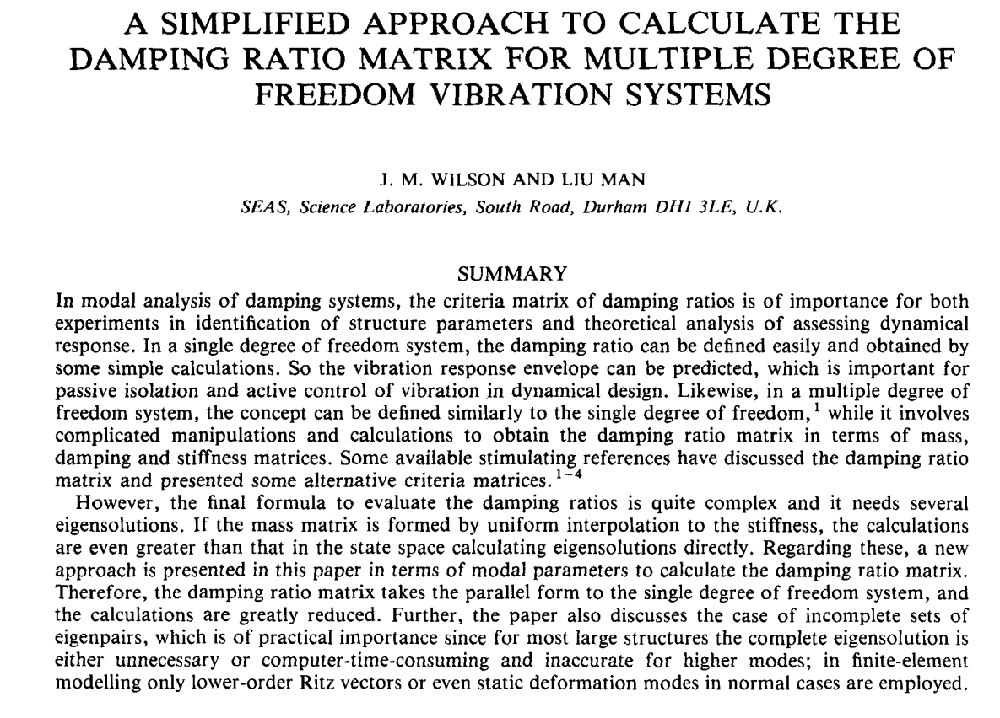 A SIMPLIFIED APPROACH TO CALCULATE THE
DAMPING RATIO MATRIX FOR MULTIPLE DEGREE OF
FREEDOM VIBRATION SYSTEMS
J. M. WILSON AND LIU MAN
SEAS, Science Laboratories, South Road, Durham DH1 3LE, U.K.
SUMMARY
In modal analysis of damping systems, the criteria matrix of damping ratios is of importance for both
experiments in identification of structure parameters and theoretical analysis of assessing dynamical
response. In a single degree of freedom system, the damping ratio can be defined easily and obtained by
some simple calculations. So the vibration response envelope can be predicted, which is important for
passive isolation and active control of vibration in dynamical design. Likewise, in a multiple degree of
freedom system, the concept can be defined similarly to the single degree of freedom,¹ while it involves
complicated manipulations and calculations to obtain the damping ratio matrix in terms of mass,
damping and stiffness matrices. Some available stimulating references have discussed the damping ratio
matrix and presented some alternative criteria matrices.¹⁻⁴
However, the final formula to evaluate the damping ratios is quite complex and it needs several
eigensolutions. If the mass matrix is formed by uniform interpolation to the stiffness, the calculations
are even greater than that in the state space calculating eigensolutions directly. Regarding these, a new
approach is presented in this paper in terms of modal parameters to calculate the damping ratio matrix.
Therefore, the damping ratio matrix takes the parallel form to the single degree of freedom system, and
the calculations are greatly reduced. Further, the paper also discusses the case of incomplete sets of
eigenpairs, which is of practical importance since for most large structures the complete eigensolution is
either unnecessary or computer-time-consuming and inaccurate for higher modes; in finite-element
modelling only lower-order Ritz vectors or even static deformation modes in normal cases are employed.